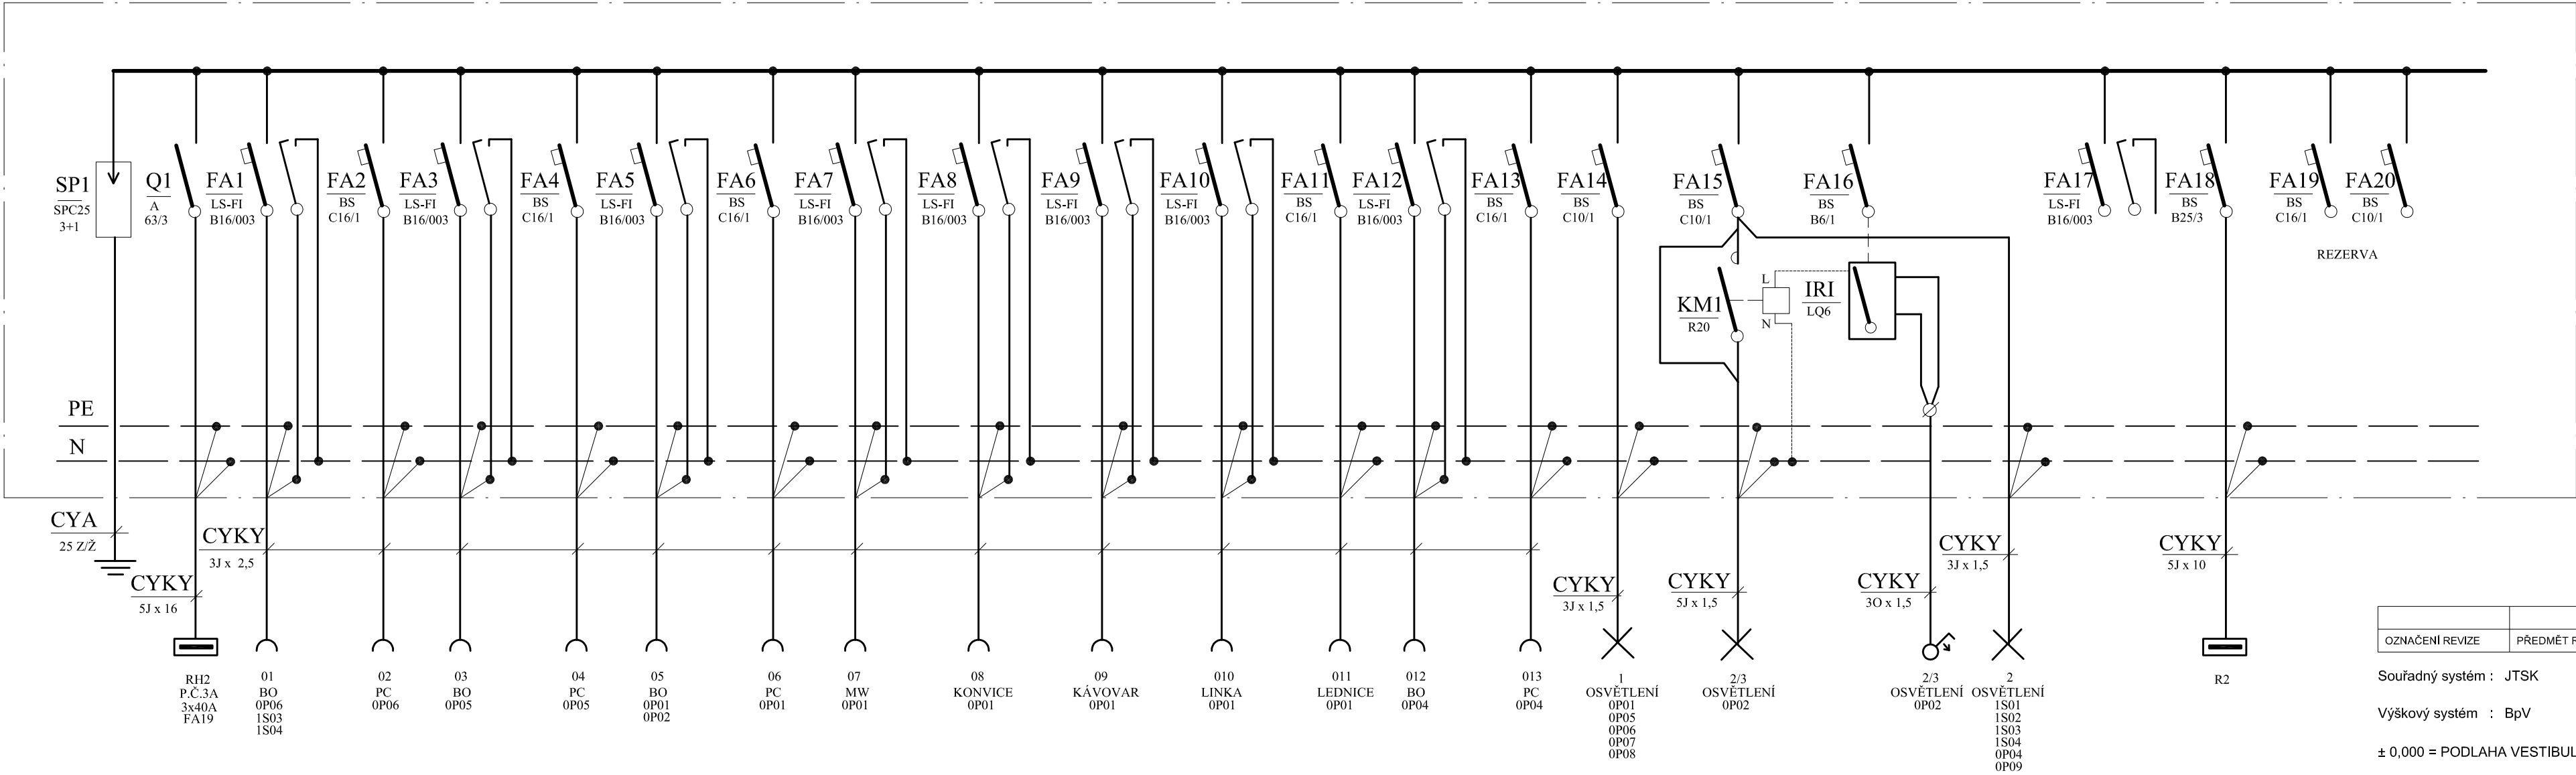 SP1
SPC25
3+1
Q1
A
63/3
FA1
LS-FI
B16/003
FA2
BS
C16/1
FA3
LS-FI
B16/003
FA4
BS
C16/1
FA5
LS-FI
B16/003
FA6
BS
C16/1
FA7
LS-FI
B16/003
FA8
LS-FI
B16/003
FA9
LS-FI
B16/003
FA10
LS-FI
B16/003
FA11
BS
C16/1
FA12
LS-FI
B16/003
FA13
BS
C16/1
FA14
BS
C10/1
FA15
BS
C10/1
FA16
BS
B6/1
FA17
LS-FI
B16/003
FA18
BS
B25/3
FA19
BS
C16/1
FA20
BS
C10/1
REZERVA
KM1
R20
L
N
IRI
LQ6
PE
N
CYA
25 Z/Ž
CYKY
5J x 16
CYKY
3J x 2,5
CYKY
3J x 1,5
CYKY
5J x 1,5
CYKY
3O x 1,5
CYKY
3J x 1,5
CYKY
5J x 10
RH2
P.Č.3A
3x40A
FA19
01
BO
0P06
1S03
1S04
02
PC
0P06
03
BO
0P05
04
PC
0P05
05
BO
0P01
0P02
06
PC
0P01
07
MW
0P01
08
KONVICE
0P01
09
KÁVOVAR
0P01
010
LINKA
0P01
011
LEDNICE
0P01
012
BO
0P04
013
PC
0P04
1
OSVĚTLENÍ
0P01
0P05
0P06
0P07
0P08
2/3
OSVĚTLENÍ
0P02
2/3
OSVĚTLENÍ
0P02
2
OSVĚTLENÍ
1S01
1S02
1S03
1S04
0P04
0P09
R2
OZNAČENÍ REVIZE
PŘEDMĚT R
Souřadný systém : JTSK
Výškový systém : BpV
± 0,000 = PODLAHA VESTIBUL